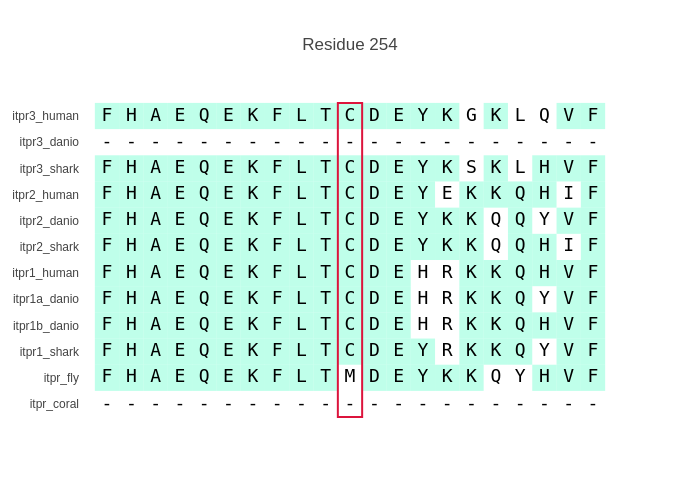 Residue 254
itpr3_human F H A E Q E K F L T C D E Y K G K L Q V F
itpr3_danio - - - - - - - - - - - - - - - - - - - - -
itpr3_shark F H A E Q E K F L T C D E Y K S K L H V F
itpr2_human F H A E Q E K F L T C D E Y E K K Q H I F
itpr2_danio F H A E Q E K F L T C D E Y K K Q Q Y V F
itpr2_shark F H A E Q E K F L T C D E Y K K Q Q H I F
itpr1_human F H A E Q E K F L T C D E H R K K Q H V F
itpr1a_danio F H A E Q E K F L T C D E H R K K Q Y V F
itpr1b_danio F H A E Q E K F L T C D E H R K K Q H V F
itpr1_shark F H A E Q E K F L T C D E Y R K K Q Y V F
itpr_fly F H A E Q E K F L T M D E Y K K Q Y H V F
itpr_coral - - - - - - - - - - - - - - - - - - - - -